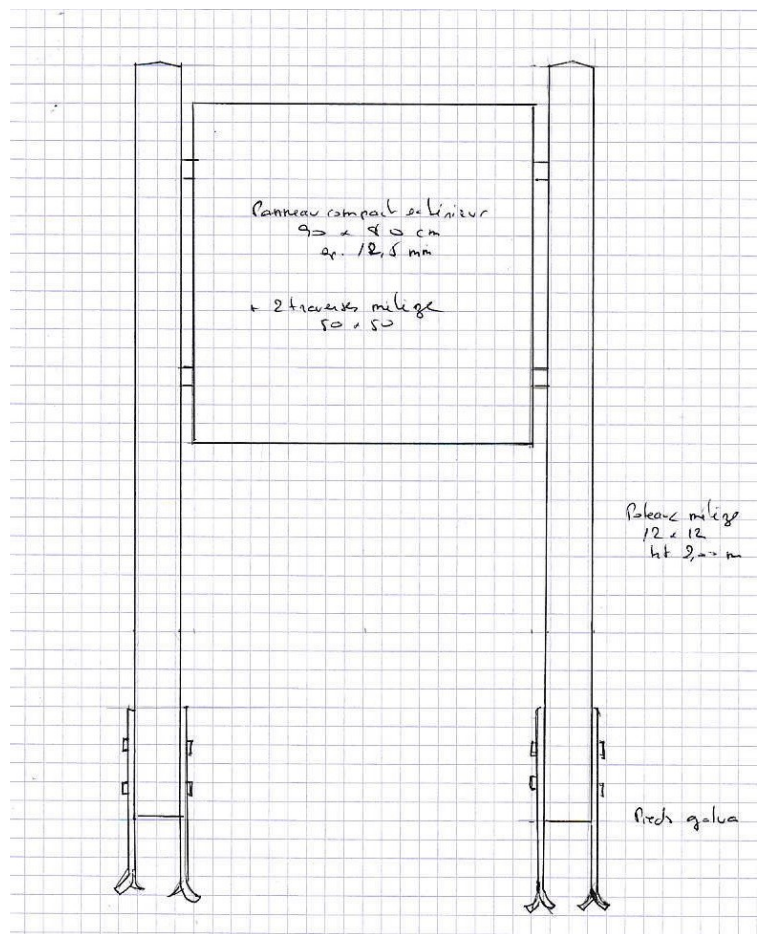 Panneau compact extérieur
90 x cm
ep. 12,5 mm
+ 2 traverses mélèze
50 x 50
Poteaux mélèze
12 x 12
ht 2,00 m
Pieds galva